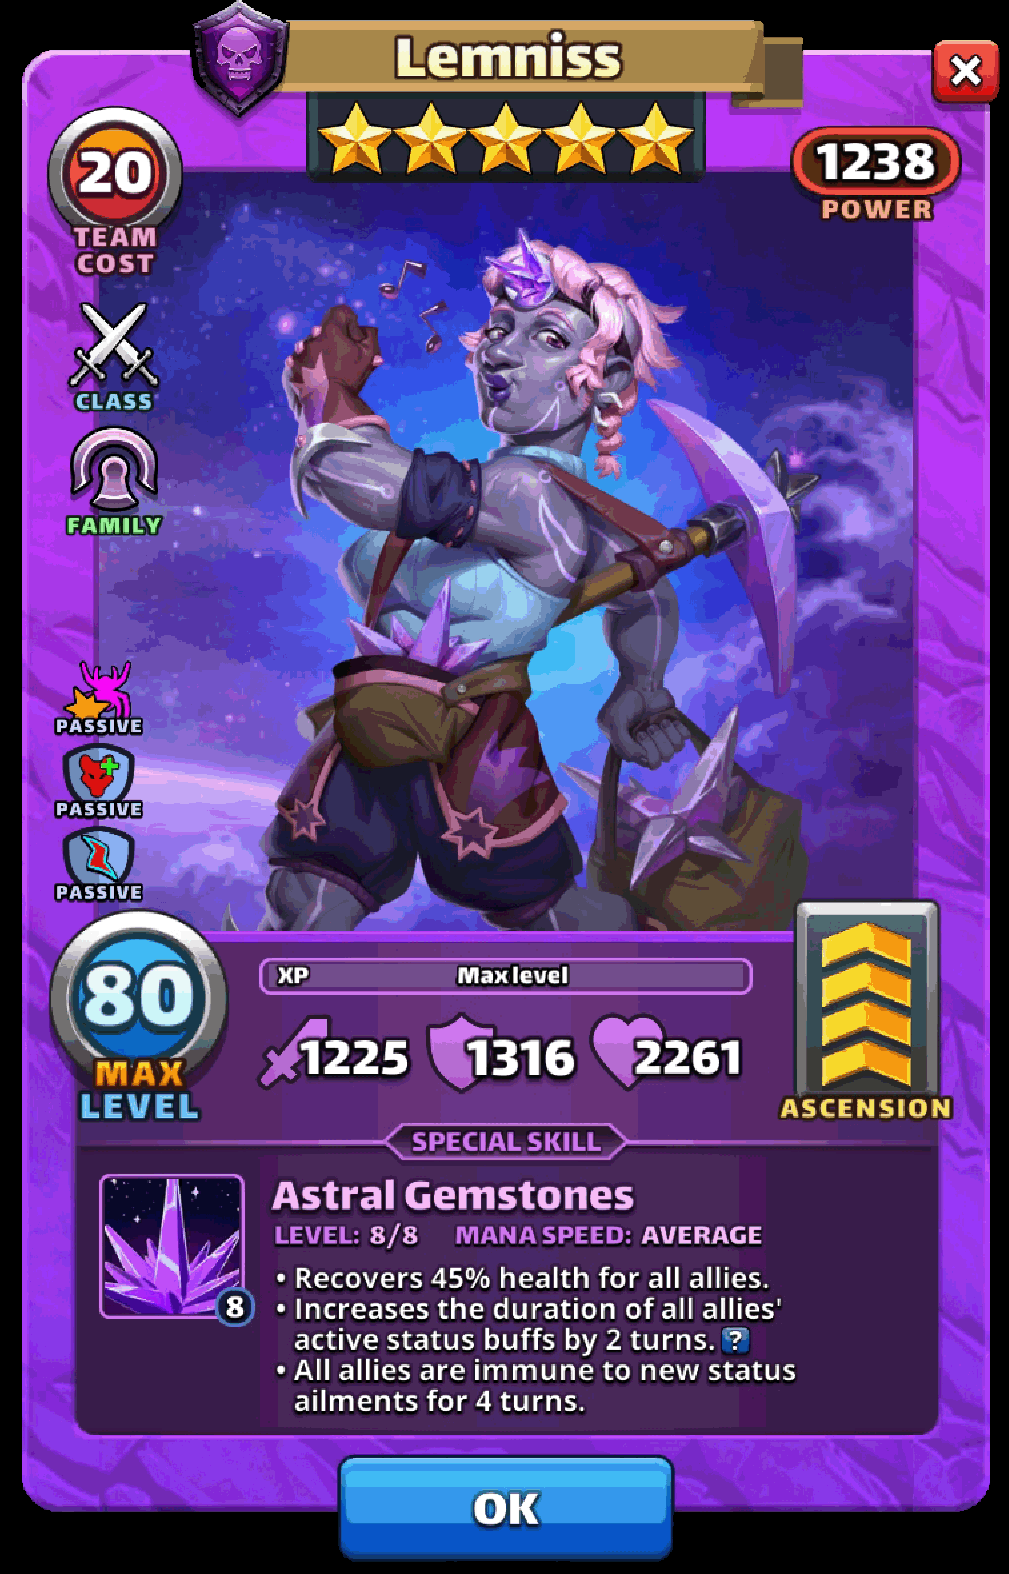 Lemniss
20
TEAM
COST
1238
POWER
CLASS
FAMILY
PASSIVE
PASSIVE
PASSIVE
80
MAX
LEVEL
XP Max level
1225 1316 2261
ASCENSION
SPECIAL SKILL
Astral Gemstones
LEVEL: 8/8 MANA SPEED: AVERAGE
8
• Recovers 45% health for all allies.
• Increases the duration of all allies'
active status buffs by 2 turns. ?
• All allies are immune to new status
ailments for 4 turns.
OK